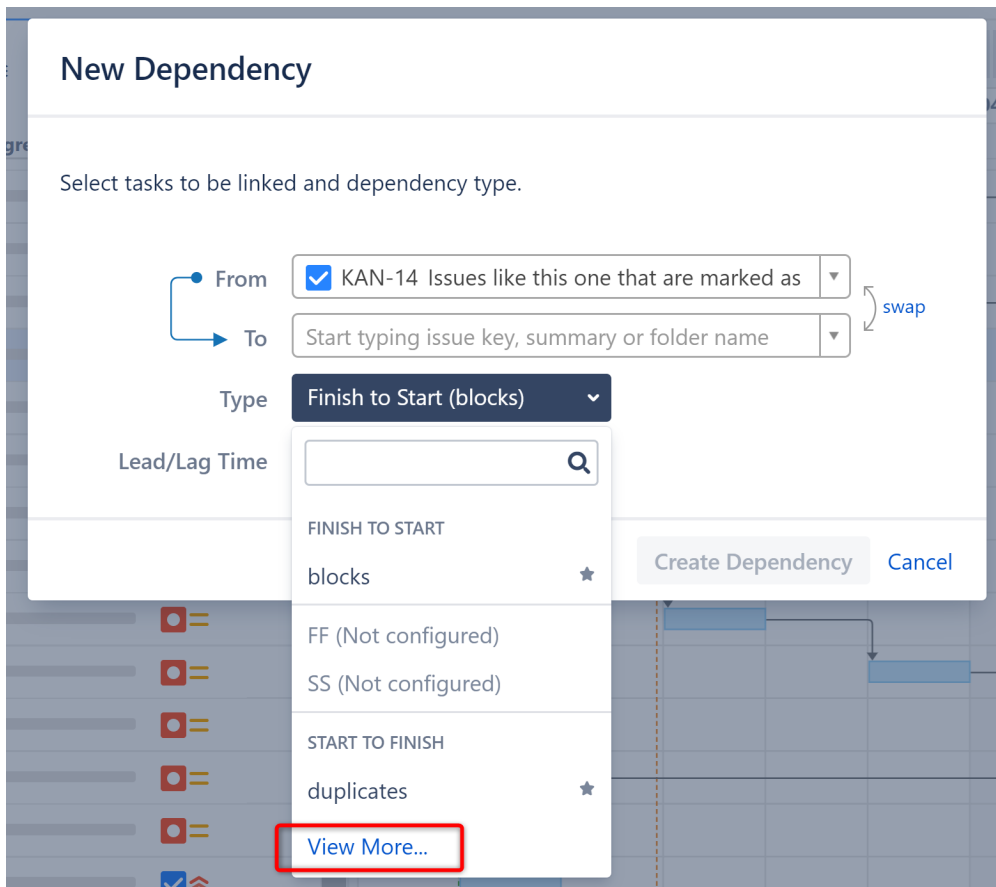 New Dependency
Select tasks to be linked and dependency type.
From
KAN-14 Issues like this one that are marked as
swap
To
Start typing issue key, summary or folder name
Type
Finish to Start (blocks)
Lead/Lag Time
FINISH TO START
blocks
Create Dependency
Cancel
FF (Not configured)
SS (Not configured)
START TO FINISH
duplicates
View More...